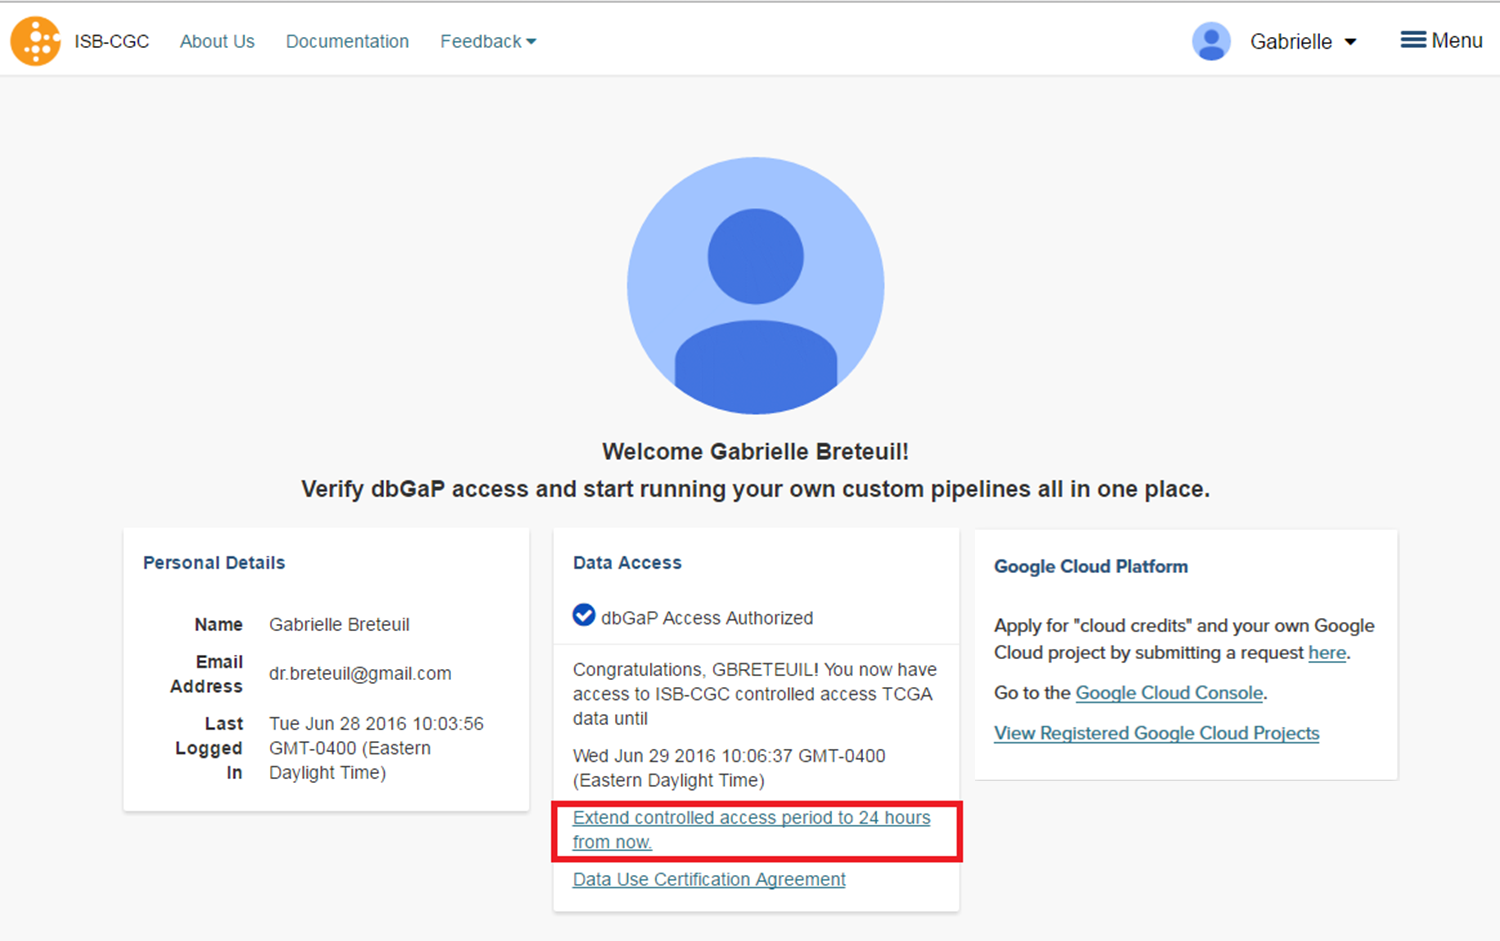 ISB-CGC About Us Documentation Feedback Gabrielle Menu
Welcome Gabrielle Breteuil!
Verify dbGaP access and start running your own custom pipelines all in one place.
Personal Details
Name Gabrielle Breteuil
Email
Address
dr.breteuil@gmail.com
Last Tue Jun 28 2016 10:03:56
Logged GMT-0400 (Eastern
In Daylight Time)
Data Access
dbGaP Access Authorized
Congratulations, GBRETEUIL! You now have
access to ISB-CGC controlled access TCGA
data until
Wed Jun 29 2016 10:06:37 GMT-0400
(Eastern Daylight Time)
Extend controlled access period to 24 hours
from now.
Data Use Certification Agreement
Google Cloud Platform
Apply for "cloud credits" and your own Google
Cloud project by submitting a request here.
Go to the Google Cloud Console.
View Registered Google Cloud Projects